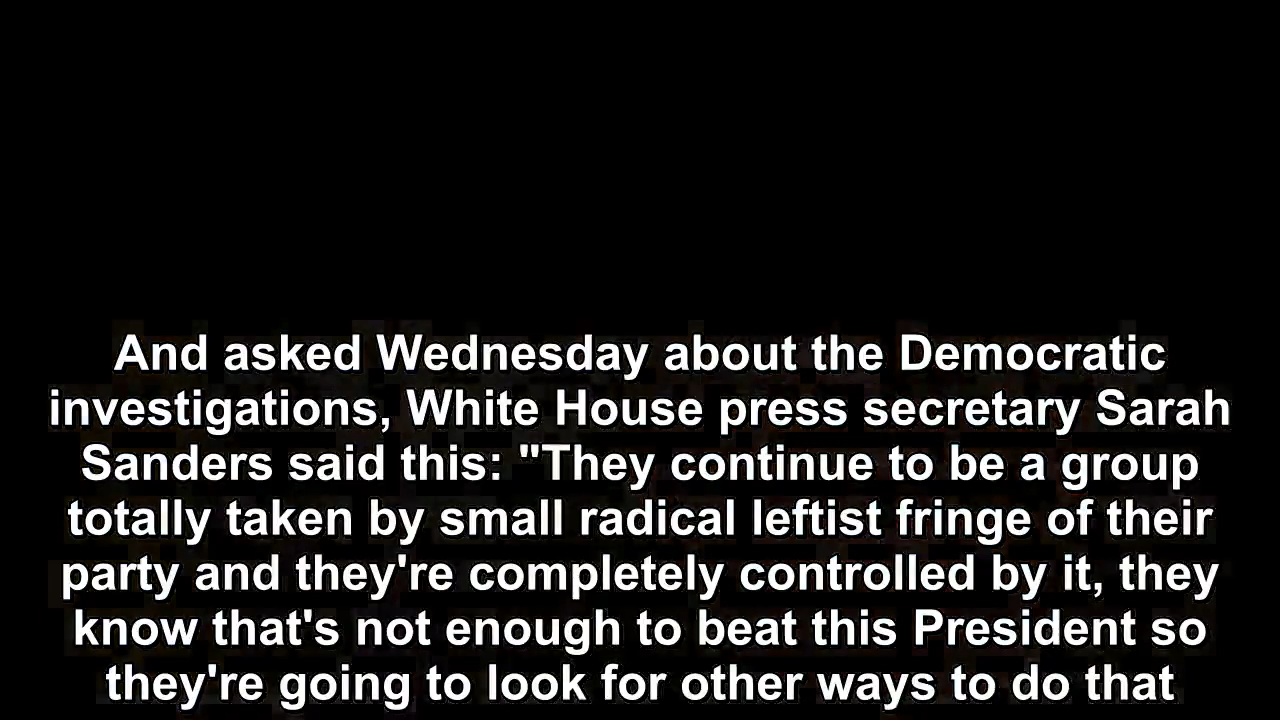 And asked Wednesday about the Democratic
investigations, White House press secretary Sarah
Sanders said this: "They continue to be a group
totally taken by small radical leftist fringe of their
party and they're completely controlled by it, they
know that's not enough to beat this President so
they're going to look for other ways to do that